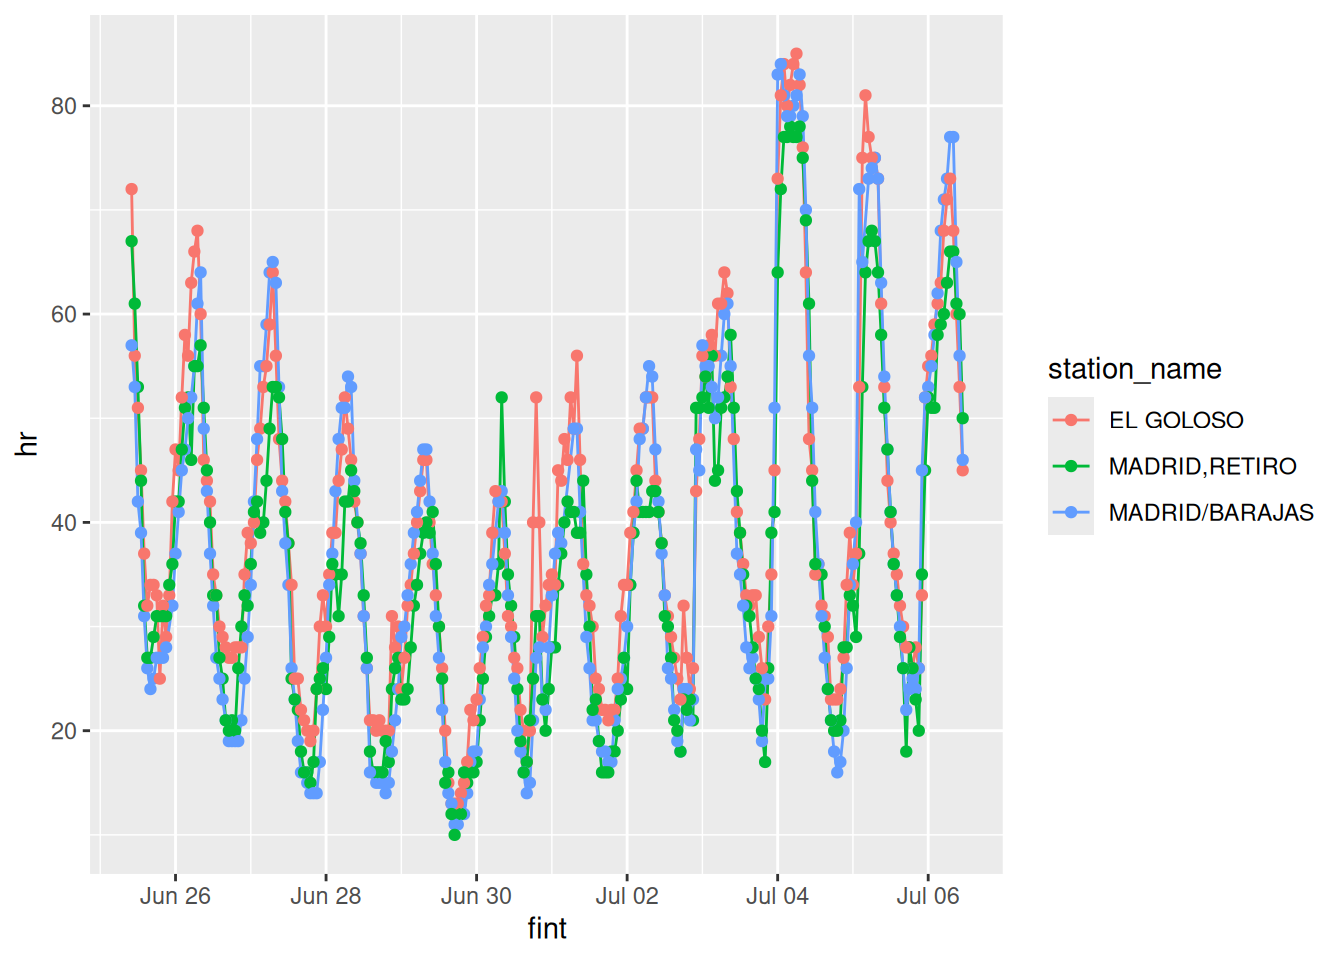 80
60
40
20
hr
Jun 26
Jun 28
Jun 30
Jul 02
Jul 04
Jul 06
fint
station_name
EL GOLOSO
MADRID,RETIRO
MADRID/BARAJAS